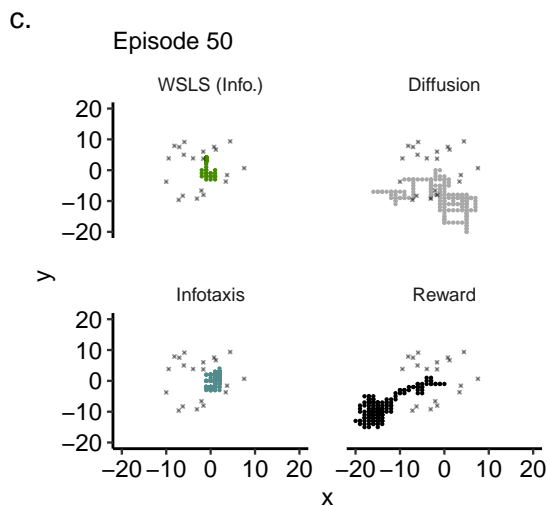 c.
Episode 50
WSLS (Info.) Diffusion
20
10
0
−10
−20
y
Infotaxis Reward
20
10
0
−10
−20
−20 −10 0 10 20 −20 −10 0 10 20
x